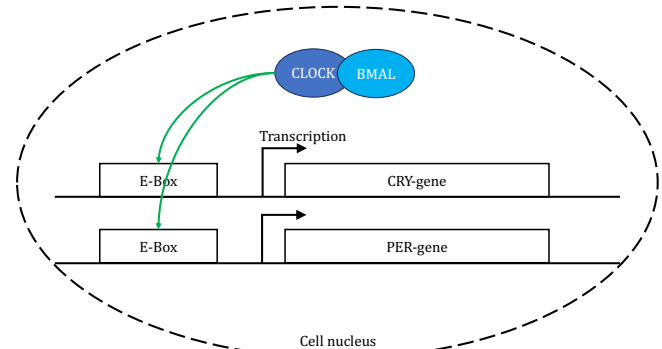 CLOCK BMAL
Transcription
E-Box CRY-gene
E-Box PER-gene
Cell nucleus